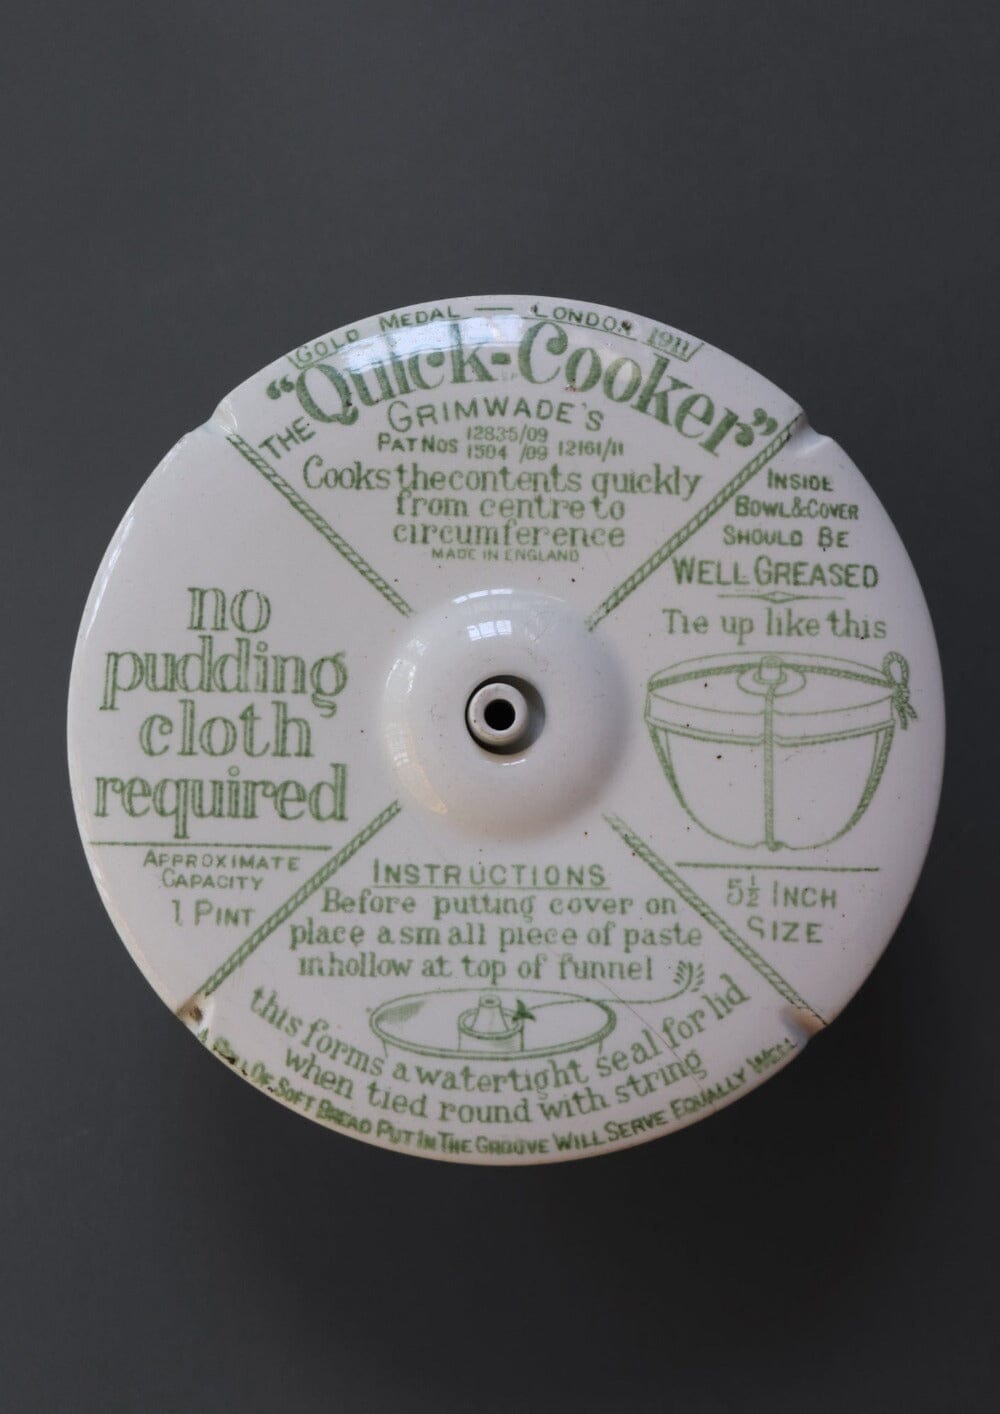 GOLD MEDAL — LONDON 1911
THE "Quick-Cooker"
GRIMWADE'S
PAT NOS 12835/09 1504/09 12161/11
Cooks the contents quickly
from centre to
circumference
MADE IN ENGLAND
INSIDE
BOWL & COVER
SHOULD BE
WELL GREASED
Tie up like this
5½ INCH
SIZE
no
pudding
cloth
required
APPROXIMATE
CAPACITY
1 PINT
INSTRUCTIONS
Before putting cover on
place a small piece of paste
in hollow at top of funnel
this forms a watertight seal for lid
when tied round with string
A ROLL OF SOFT BREAD PUT IN THE GROOVE WILL SERVE EQUALLY WELL